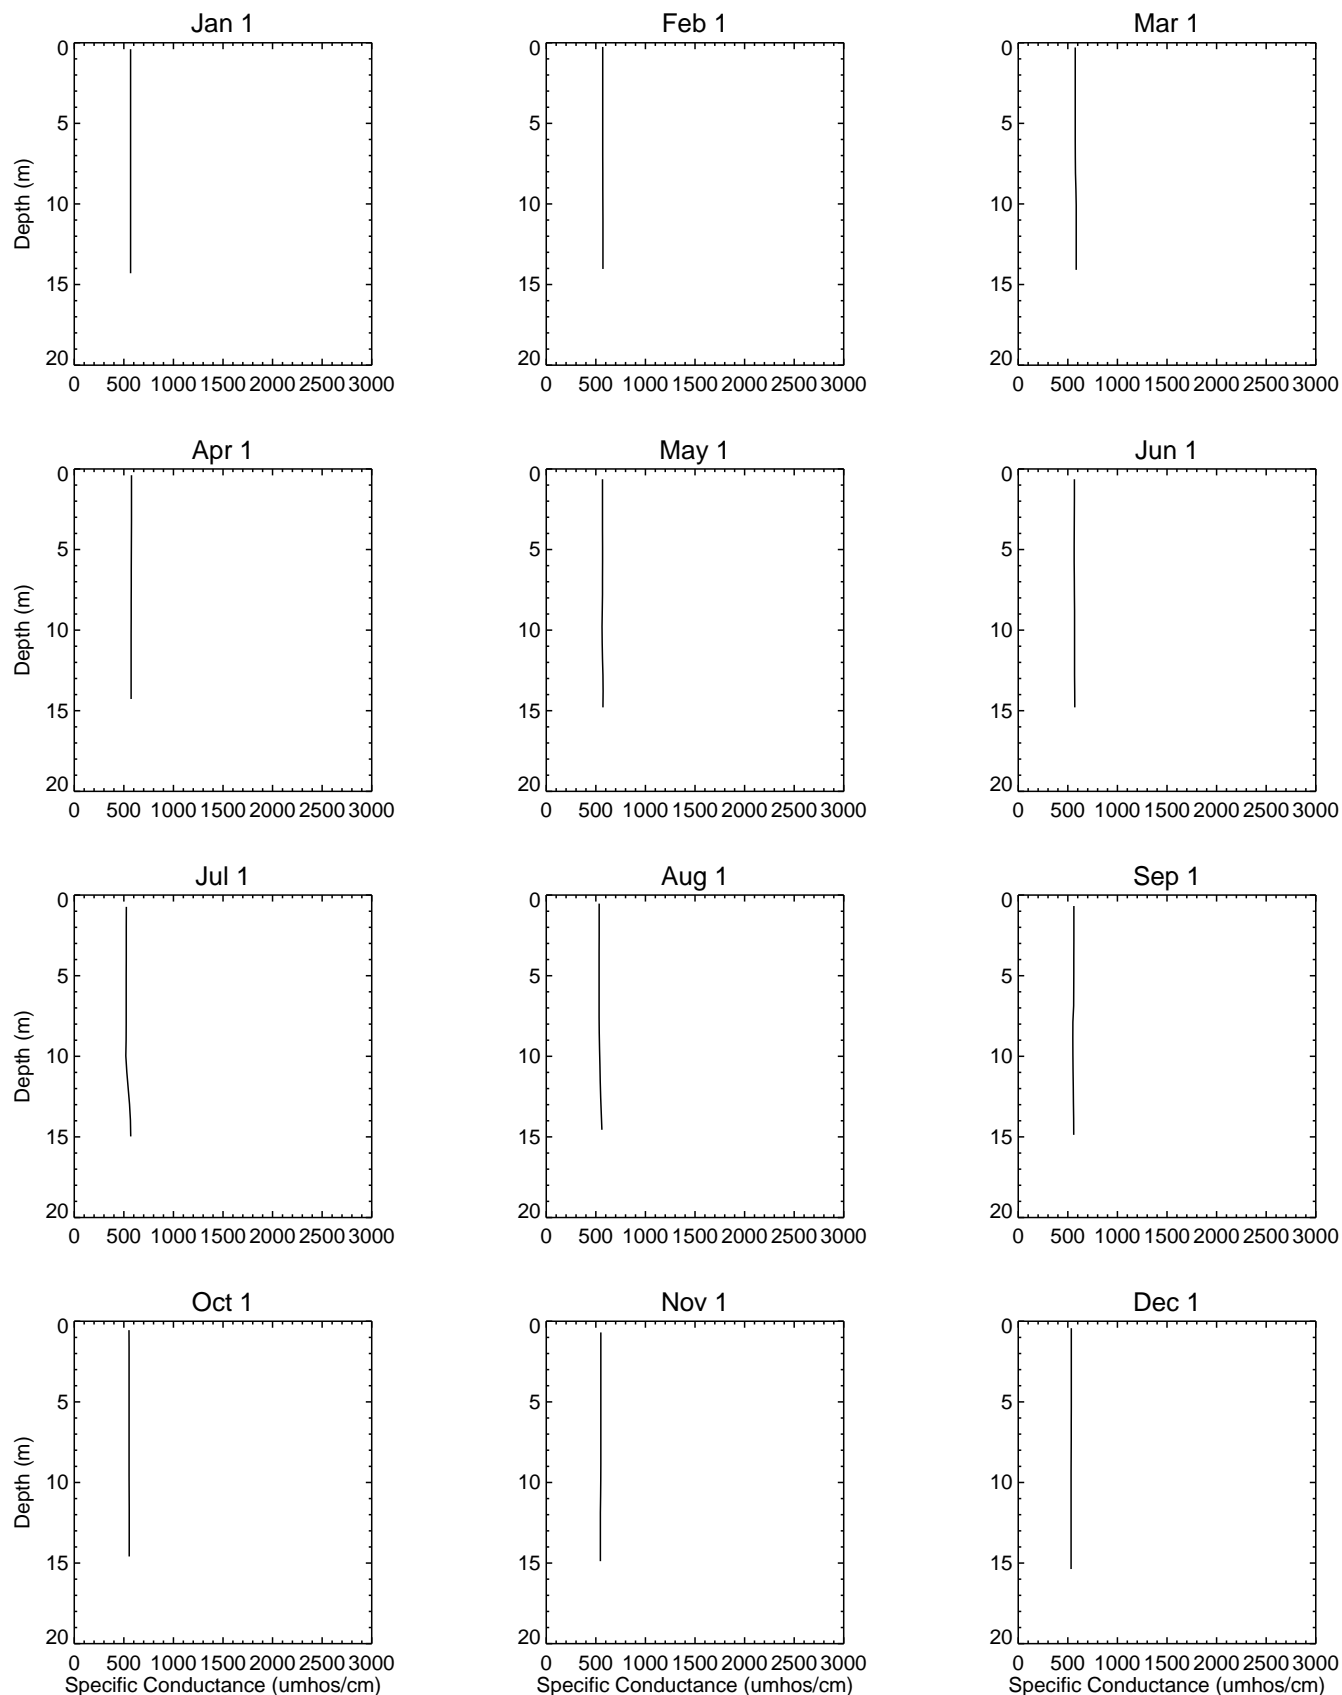 Jan 1 Feb 1 Mar 1
0 0 0
5 5 5
Depth (m)
10 10 10
15 15 15
20 20 20
0 500 1000 1500 2000 2500 3000 0 500 1000 1500 2000 2500 3000 0 500 1000 1500 2000 2500 3000
Apr 1 May 1 Jun 1
0 0 0
5 5 5
Depth (m)
10 10 10
15 15 15
20 20 20
0 500 1000 1500 2000 2500 3000 0 500 1000 1500 2000 2500 3000 0 500 1000 1500 2000 2500 3000
Jul 1 Aug 1 Sep 1
0 0 0
5 5 5
Depth (m)
10 10 10
15 15 15
20 20 20
0 500 1000 1500 2000 2500 3000 0 500 1000 1500 2000 2500 3000 0 500 1000 1500 2000 2500 3000
Oct 1 Nov 1 Dec 1
0 0 0
5 5 5
Depth (m)
10 10 10
15 15 15
20 20 20
0 500 1000 1500 2000 2500 3000 0 500 1000 1500 2000 2500 3000 0 500 1000 1500 2000 2500 3000
Specific Conductance (umhos/cm) Specific Conductance (umhos/cm) Specific Conductance (umhos/cm)